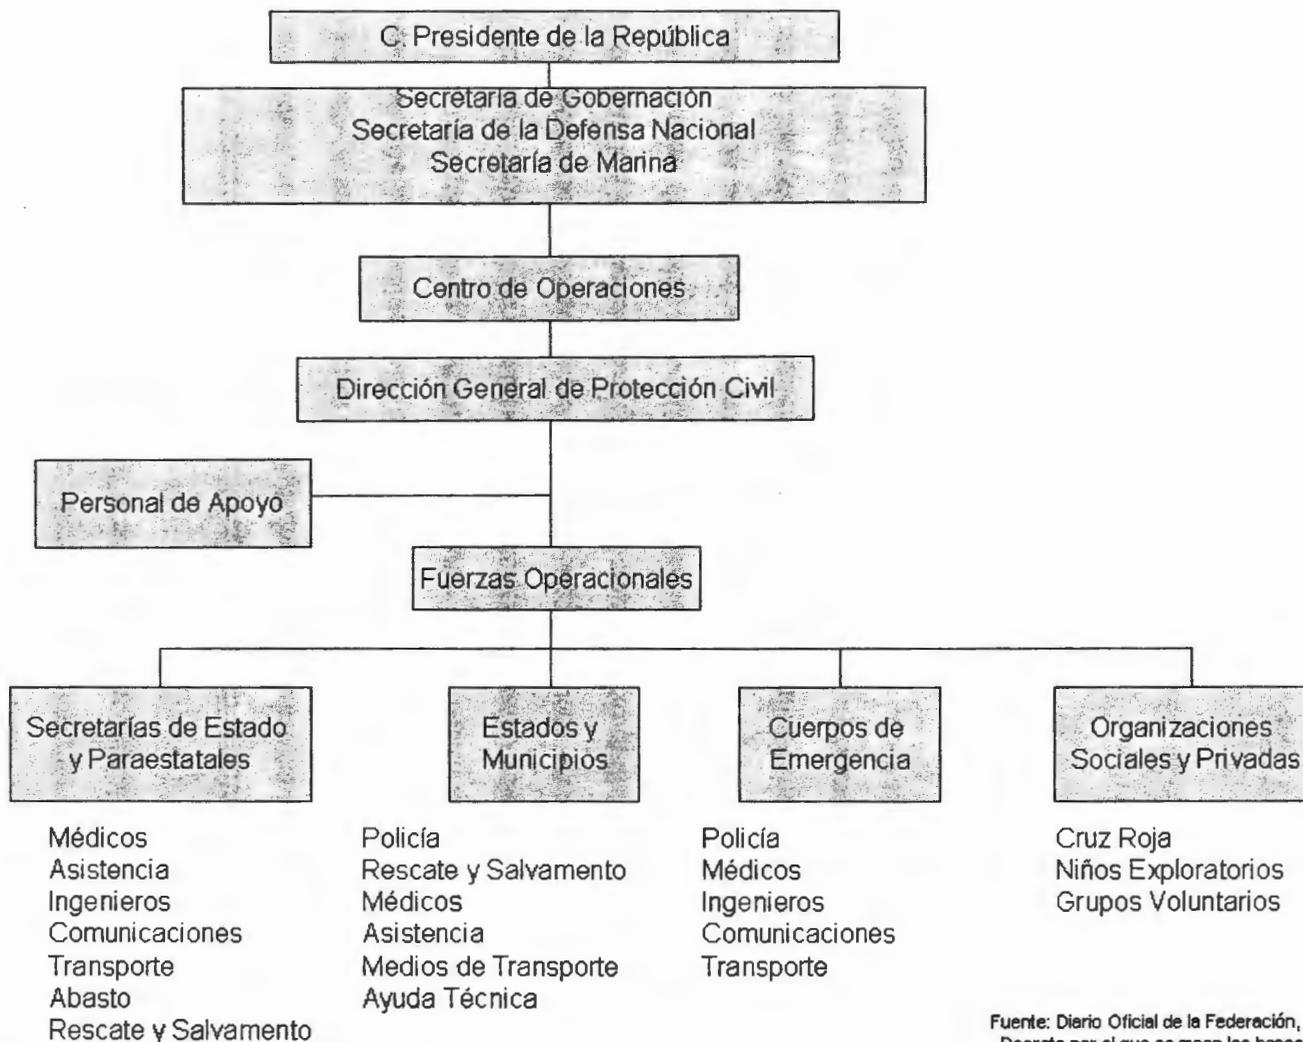 C. Presidente de la República
Secretaría de Gobernación
Secretaría de la Defensa Nacional
Secretaría de Marina
Centro de Operaciones
Dirección General de Protección Civil
Personal de Apoyo
Fuerzas Operacionales
Secretarías de Estado
y Paraestatales
Médicos
Asistencia
Ingenieros
Comunicaciones
Transporte
Abasto
Rescate y Salvamento
Estados y
Municipios
Policía
Rescate y Salvamento
Médicos
Asistencia
Medios de Transporte
Ayuda Técnica
Cuerpos de
Emergencia
Policía
Médicos
Ingenieros
Comunicaciones
Transporte
Organizaciones
Sociales y Privadas
Cruz Roja
Niños Exploratorios
Grupos Voluntarios
Fuente: Diario Oficial de la Federación,